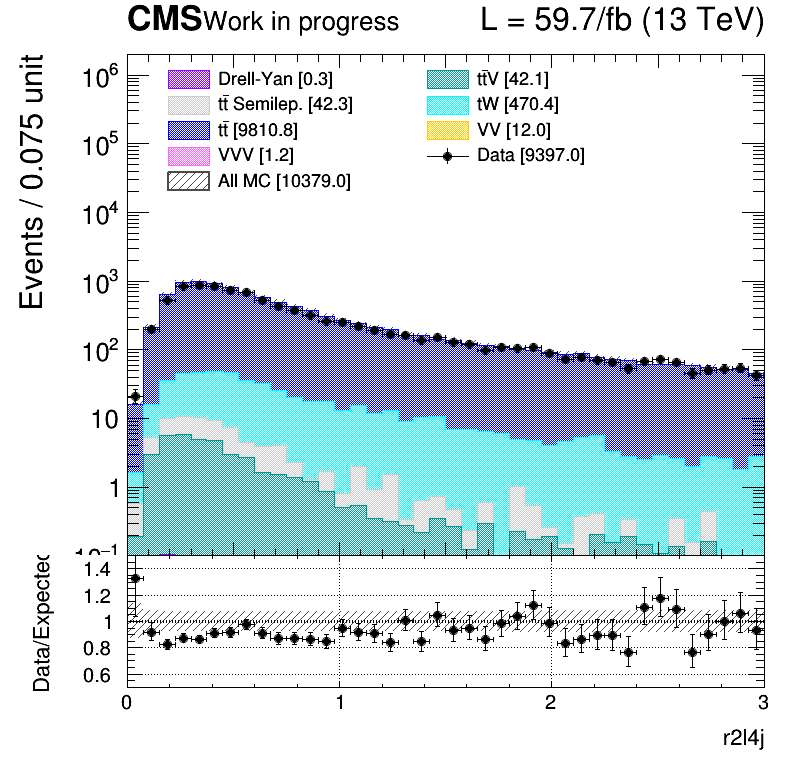 CMS Work in progress L = 59.7/fb (13 TeV)
Events / 0.075 unit
Drell-Yan [0.3]
tt̄ Semilep. [42.3]
tt̄ [9810.8]
VVV [1.2]
All MC [10379.0]
tt̄V [42.1]
tW [470.4]
VV [12.0]
Data [9397.0]
10⁶
10⁵
10⁴
10³
10²
10
1
10⁻¹
Data/Expected
1.4
1.2
1
0.8
0.6
0 1 2 3
r2l4j